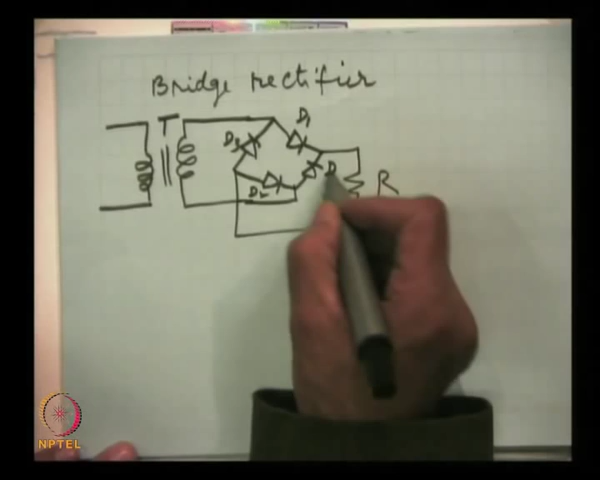 Bridge rectifier
T
D1
D3
D
D2
R
NPTEL